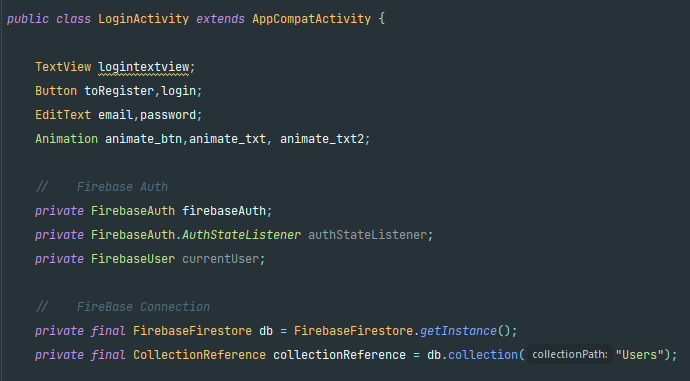 public class LoginActivity extends AppCompatActivity {
TextView logintextview;
Button toRegister,login;
EditText email,password;
Animation animate_btn,animate_txt, animate_txt2;
// Firebase Auth
private FirebaseAuth firebaseAuth;
private FirebaseAuth.AuthStateListener authStateListener;
private FirebaseUser currentUser;
// FireBase Connection
private final FirebaseFirestore db = FirebaseFirestore.getInstance();
private final CollectionReference collectionReference = db.collection( collectionPath: "Users");